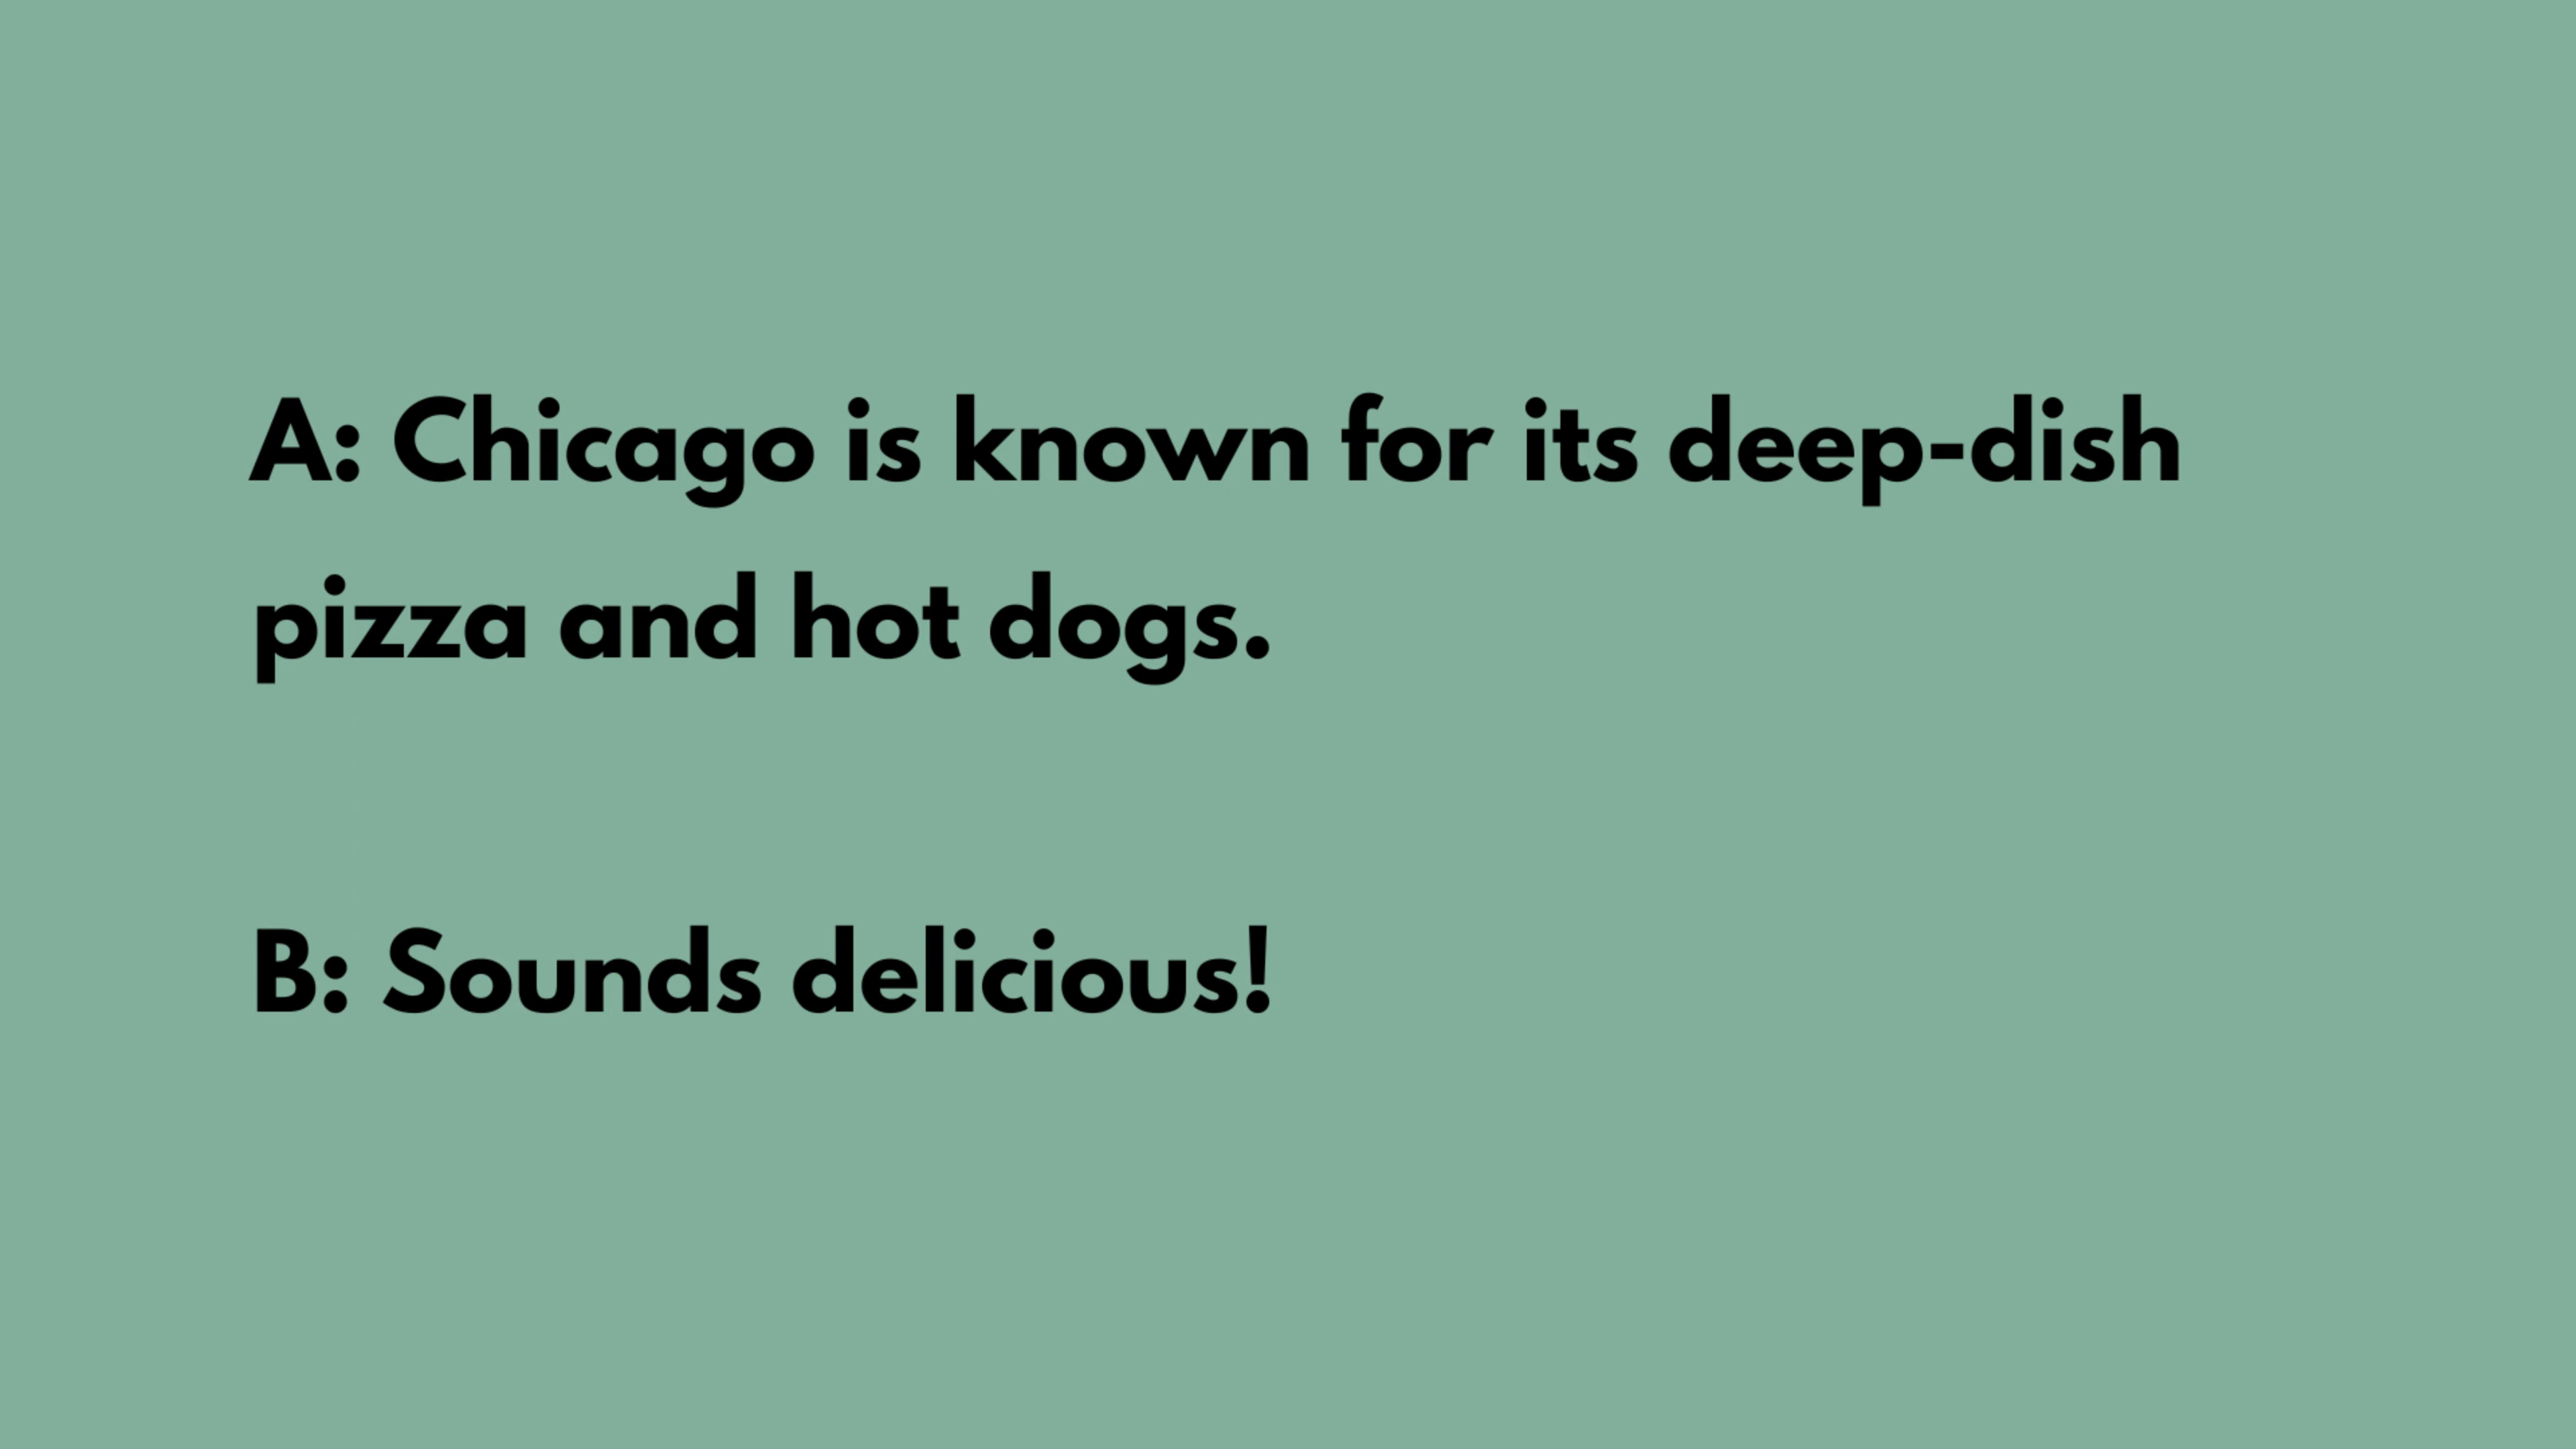 A: Chicago is known for its deep-dish
pizza and hot dogs.
B: Sounds delicious!